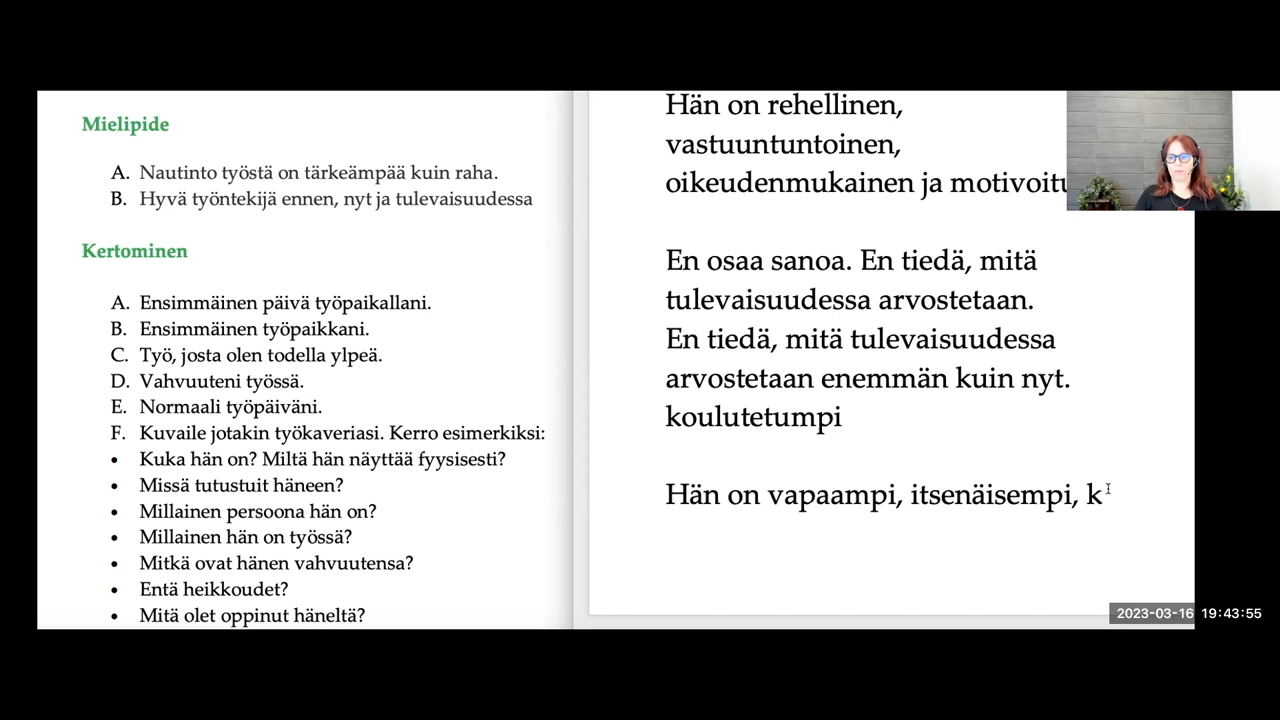 Mielipide
A. Nautinto työstä on tärkeämpää kuin raha.
B. Hyvä työntekijä ennen, nyt ja tulevaisuudessa
Kertominen
A. Ensimmäinen päivä työpaikallani.
B. Ensimmäinen työpaikkani.
C. Työ, josta olen todella ylpeä.
D. Vahvuuteni työssä.
E. Normaali työpäiväni.
F. Kuvaile jotakin työkaveriasi. Kerro esimerkiksi:
• Kuka hän on? Miltä hän näyttää fyysisesti?
• Missä tutustuit häneen?
• Millainen persoona hän on?
• Millainen hän on työssä?
• Mitkä ovat hänen vahvuutensa?
• Entä heikkoudet?
• Mitä olet oppinut häneltä?
Hän on rehellinen,
vastuuntuntoinen,
oikeudenmukainen ja
En osaa sanoa. En tiedä, mitä
tulevaisuudessa arvostetaan.
En tiedä, mitä tulevaisuudessa
arvostetaan enemmän kuin nyt.
koulutetumpi
Hän on vapaampi, itsenäisempi, k
2023-03-16 19:43:55